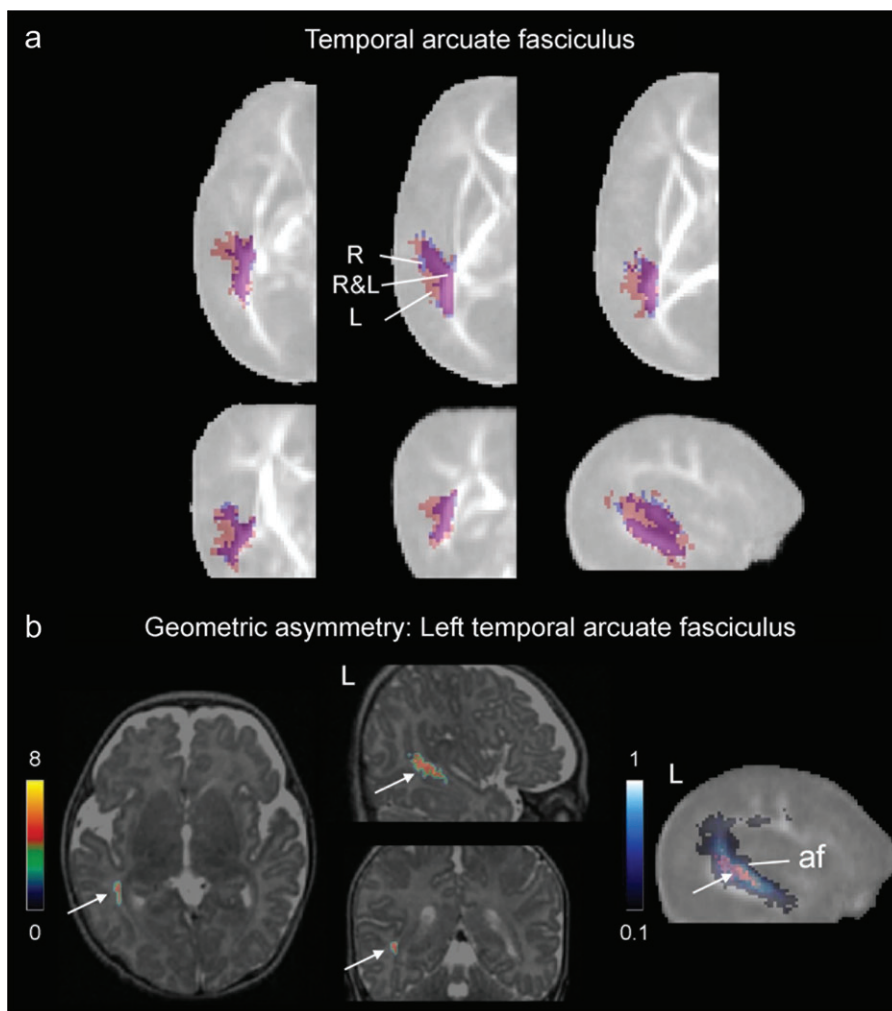 a
Temporal arcuate fasciculus
R
R&L
L
b
Geometric asymmetry: Left temporal arcuate fasciculus
L
8
0
1
0.1
L
af